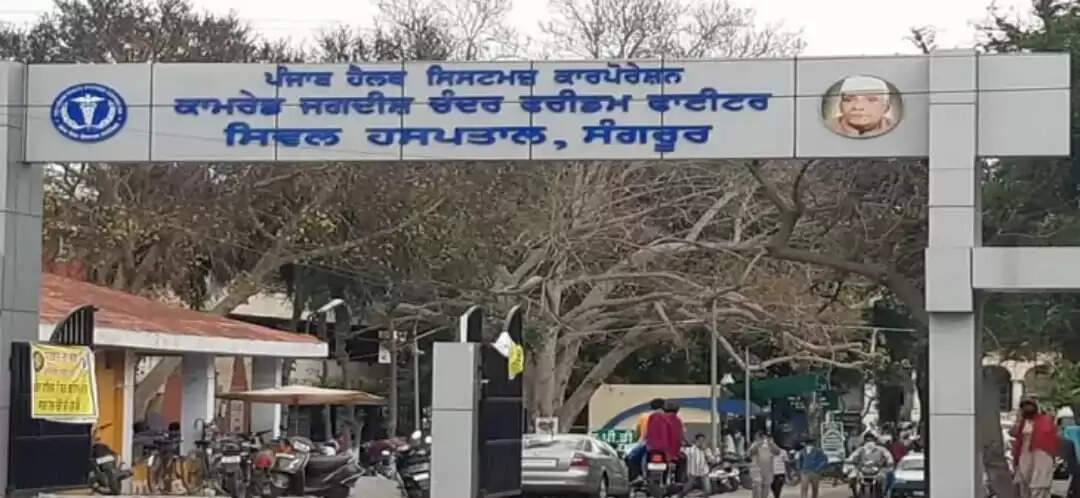 ਪੰਜਾਬ ਹੈਲਥ ਸਿਸਟਮਜ਼ ਕਾਰਪੋਰੇਸ਼ਨ
ਕਾਮਰੇਡ ਜਗਦੀਸ਼ ਚੰਦਰ ਫਰੀਡਮ ਫਾਈਟਰ
ਸਿਵਲ ਹਸਪਤਾਲ, ਸੰਗਰੂਰ